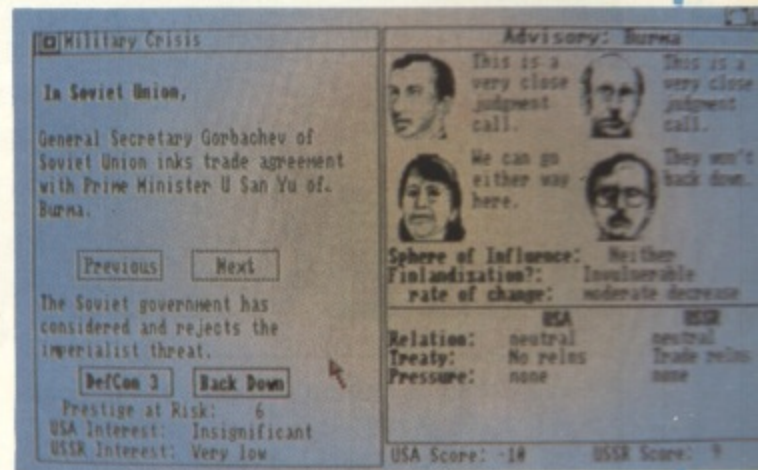 Military Crisis
In Soviet Union,
General Secretary Gorbachev of
Soviet Union inks trade agreement
with Prime Minister U San Yu of
Burma.
Previous Next
The Soviet government has
considered and rejects the
imperialist threat.
DefCon 3 Back Down
Prestige at Risk: 6
USA Interest: Insignificant
USSR Interest: Very low
Advisory: Burma
This is a
very close
judgment
call.
This is a
very close
judgment
call.
We can go
either way
here.
They won't
back down.
Sphere of Influence: Neither
Finlandization?: Invulnerable
rate of change: moderate decrease
USA USSR
Relation: neutral neutral
Treaty: No relns Trade relns
Pressure: none none
USA Score: -10 USSR Score: 9